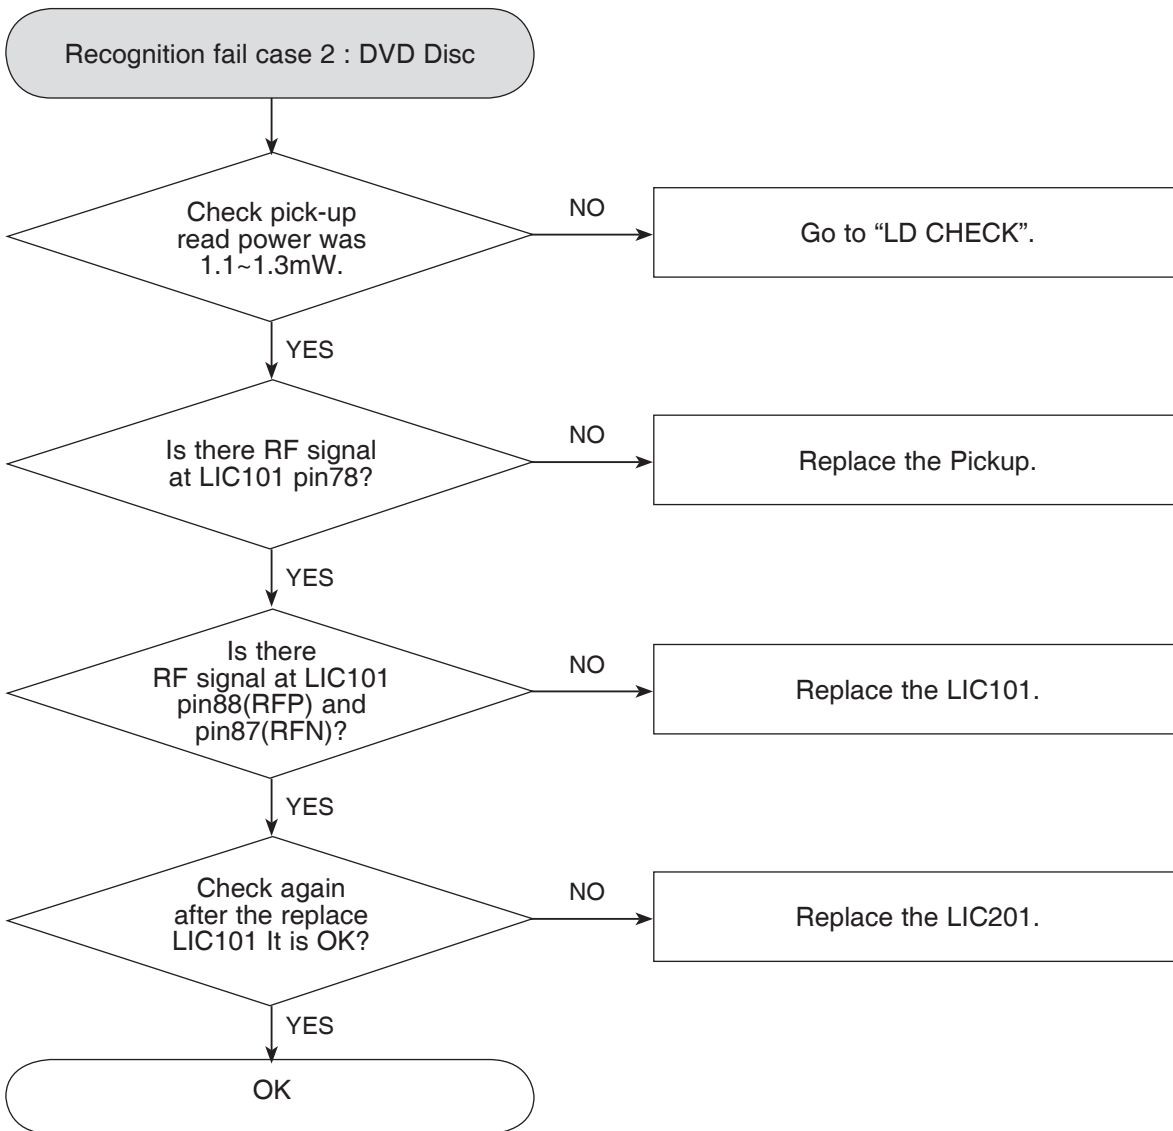 Recognition fail case 2 : DVD Disc
Check pick-up
read power was
1.1~1.3mW.
NO
Go to “LD CHECK”.
YES
Is there RF signal
at LIC101 pin78?
NO
Replace the Pickup.
YES
Is there
RF signal at LIC101
pin88(RFP) and
pin87(RFN)?
NO
Replace the LIC101.
YES
Check again
after the replace
LIC101 It is OK?
NO
Replace the LIC201.
YES
OK